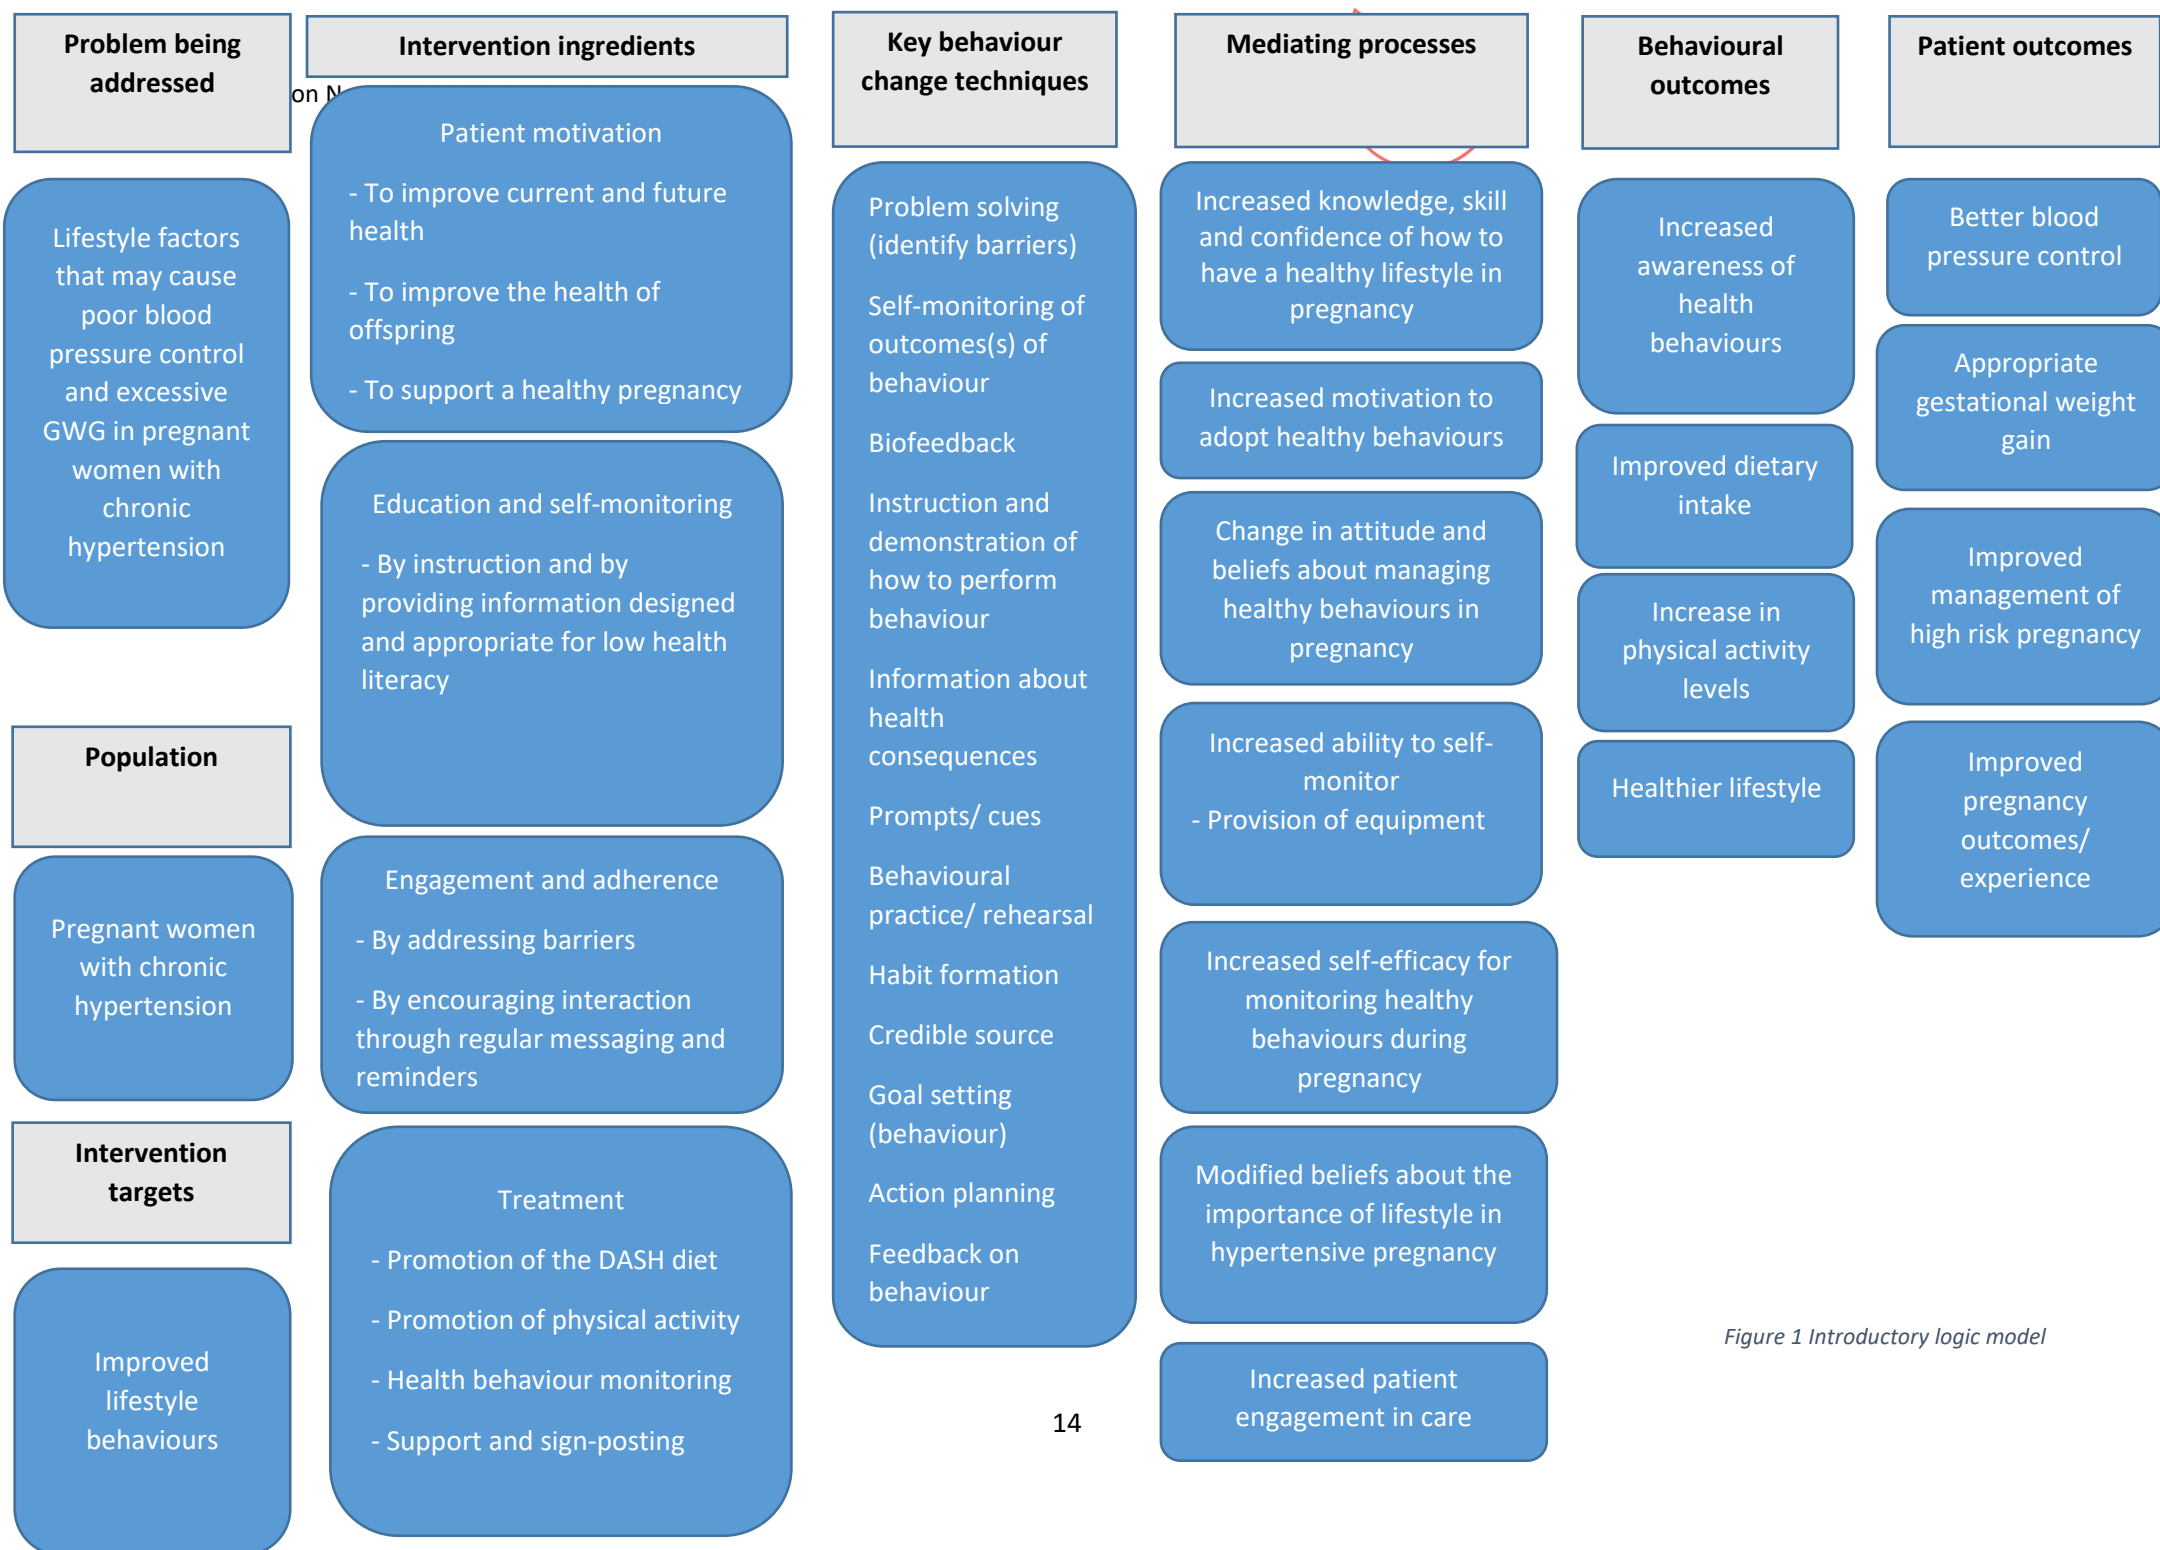 Problem being
addressed
on N
Lifestyle factors
that may cause
poor blood
pressure control
and excessive
GWG in pregnant
women with
chronic
hypertension
Population
Pregnant women
with chronic
hypertension
Intervention
targets
Improved
lifestyle
behaviours
Intervention ingredients
Patient motivation
- To improve current and future
health
- To improve the health of
offspring
- To support a healthy pregnancy
Education and self-monitoring
- By instruction and by
providing information designed
and appropriate for low health
literacy
Engagement and adherence
- By addressing barriers
- By encouraging interaction
through regular messaging and
reminders
Treatment
- Promotion of the DASH diet
- Promotion of physical activity
- Health behaviour monitoring
- Support and sign-posting
Key behaviour
change techniques
Problem solving
(identify barriers)
Self-monitoring of
outcomes(s) of
behaviour
Biofeedback
Instruction and
demonstration of
how to perform
behaviour
Information about
health
consequences
Prompts/ cues
Behavioural
practice/ rehearsal
Habit formation
Credible source
Goal setting
(behaviour)
Action planning
Feedback on
behaviour
Mediating processes
Increased knowledge, skill
and confidence of how to
have a healthy lifestyle in
pregnancy
Increased motivation to
adopt healthy behaviours
Change in attitude and
beliefs about managing
healthy behaviours in
pregnancy
Increased ability to self-
monitor
- Provision of equipment
Increased self-efficacy for
monitoring healthy
behaviours during
pregnancy
Modified beliefs about the
importance of lifestyle in
hypertensive pregnancy
Increased patient
engagement in care
Behavioural
outcomes
Increased
awareness of
health
behaviours
Improved dietary
intake
Increase in
physical activity
levels
Healthier lifestyle
Patient outcomes
Better blood
pressure control
Appropriate
gestational weight
gain
Improved
management of
high risk pregnancy
Improved
pregnancy
outcomes/
experience
Figure 1 Introductory logic model
14